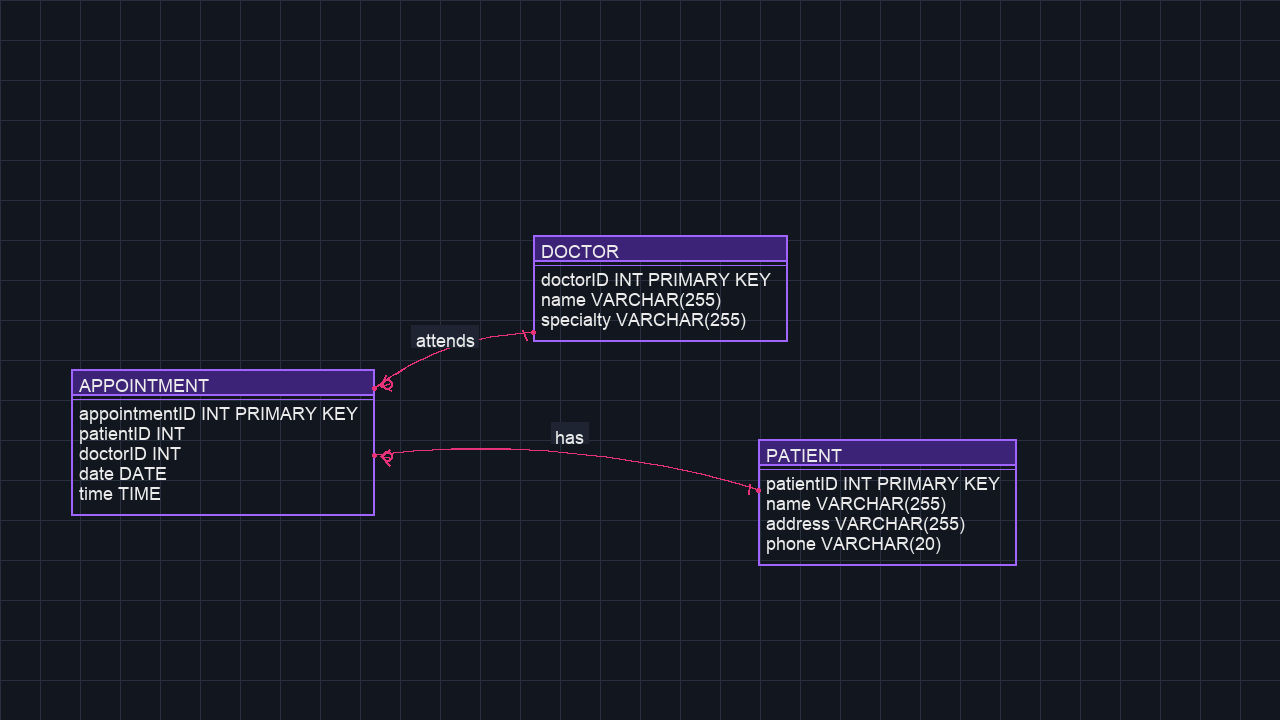 DOCTOR
doctorID INT PRIMARY KEY
name VARCHAR(255)
specialty VARCHAR(255)
attends
APPOINTMENT
appointmentID INT PRIMARY KEY
patientID INT
doctorID INT
date DATE
time TIME
has
PATIENT
patientID INT PRIMARY KEY
name VARCHAR(255)
address VARCHAR(255)
phone VARCHAR(20)